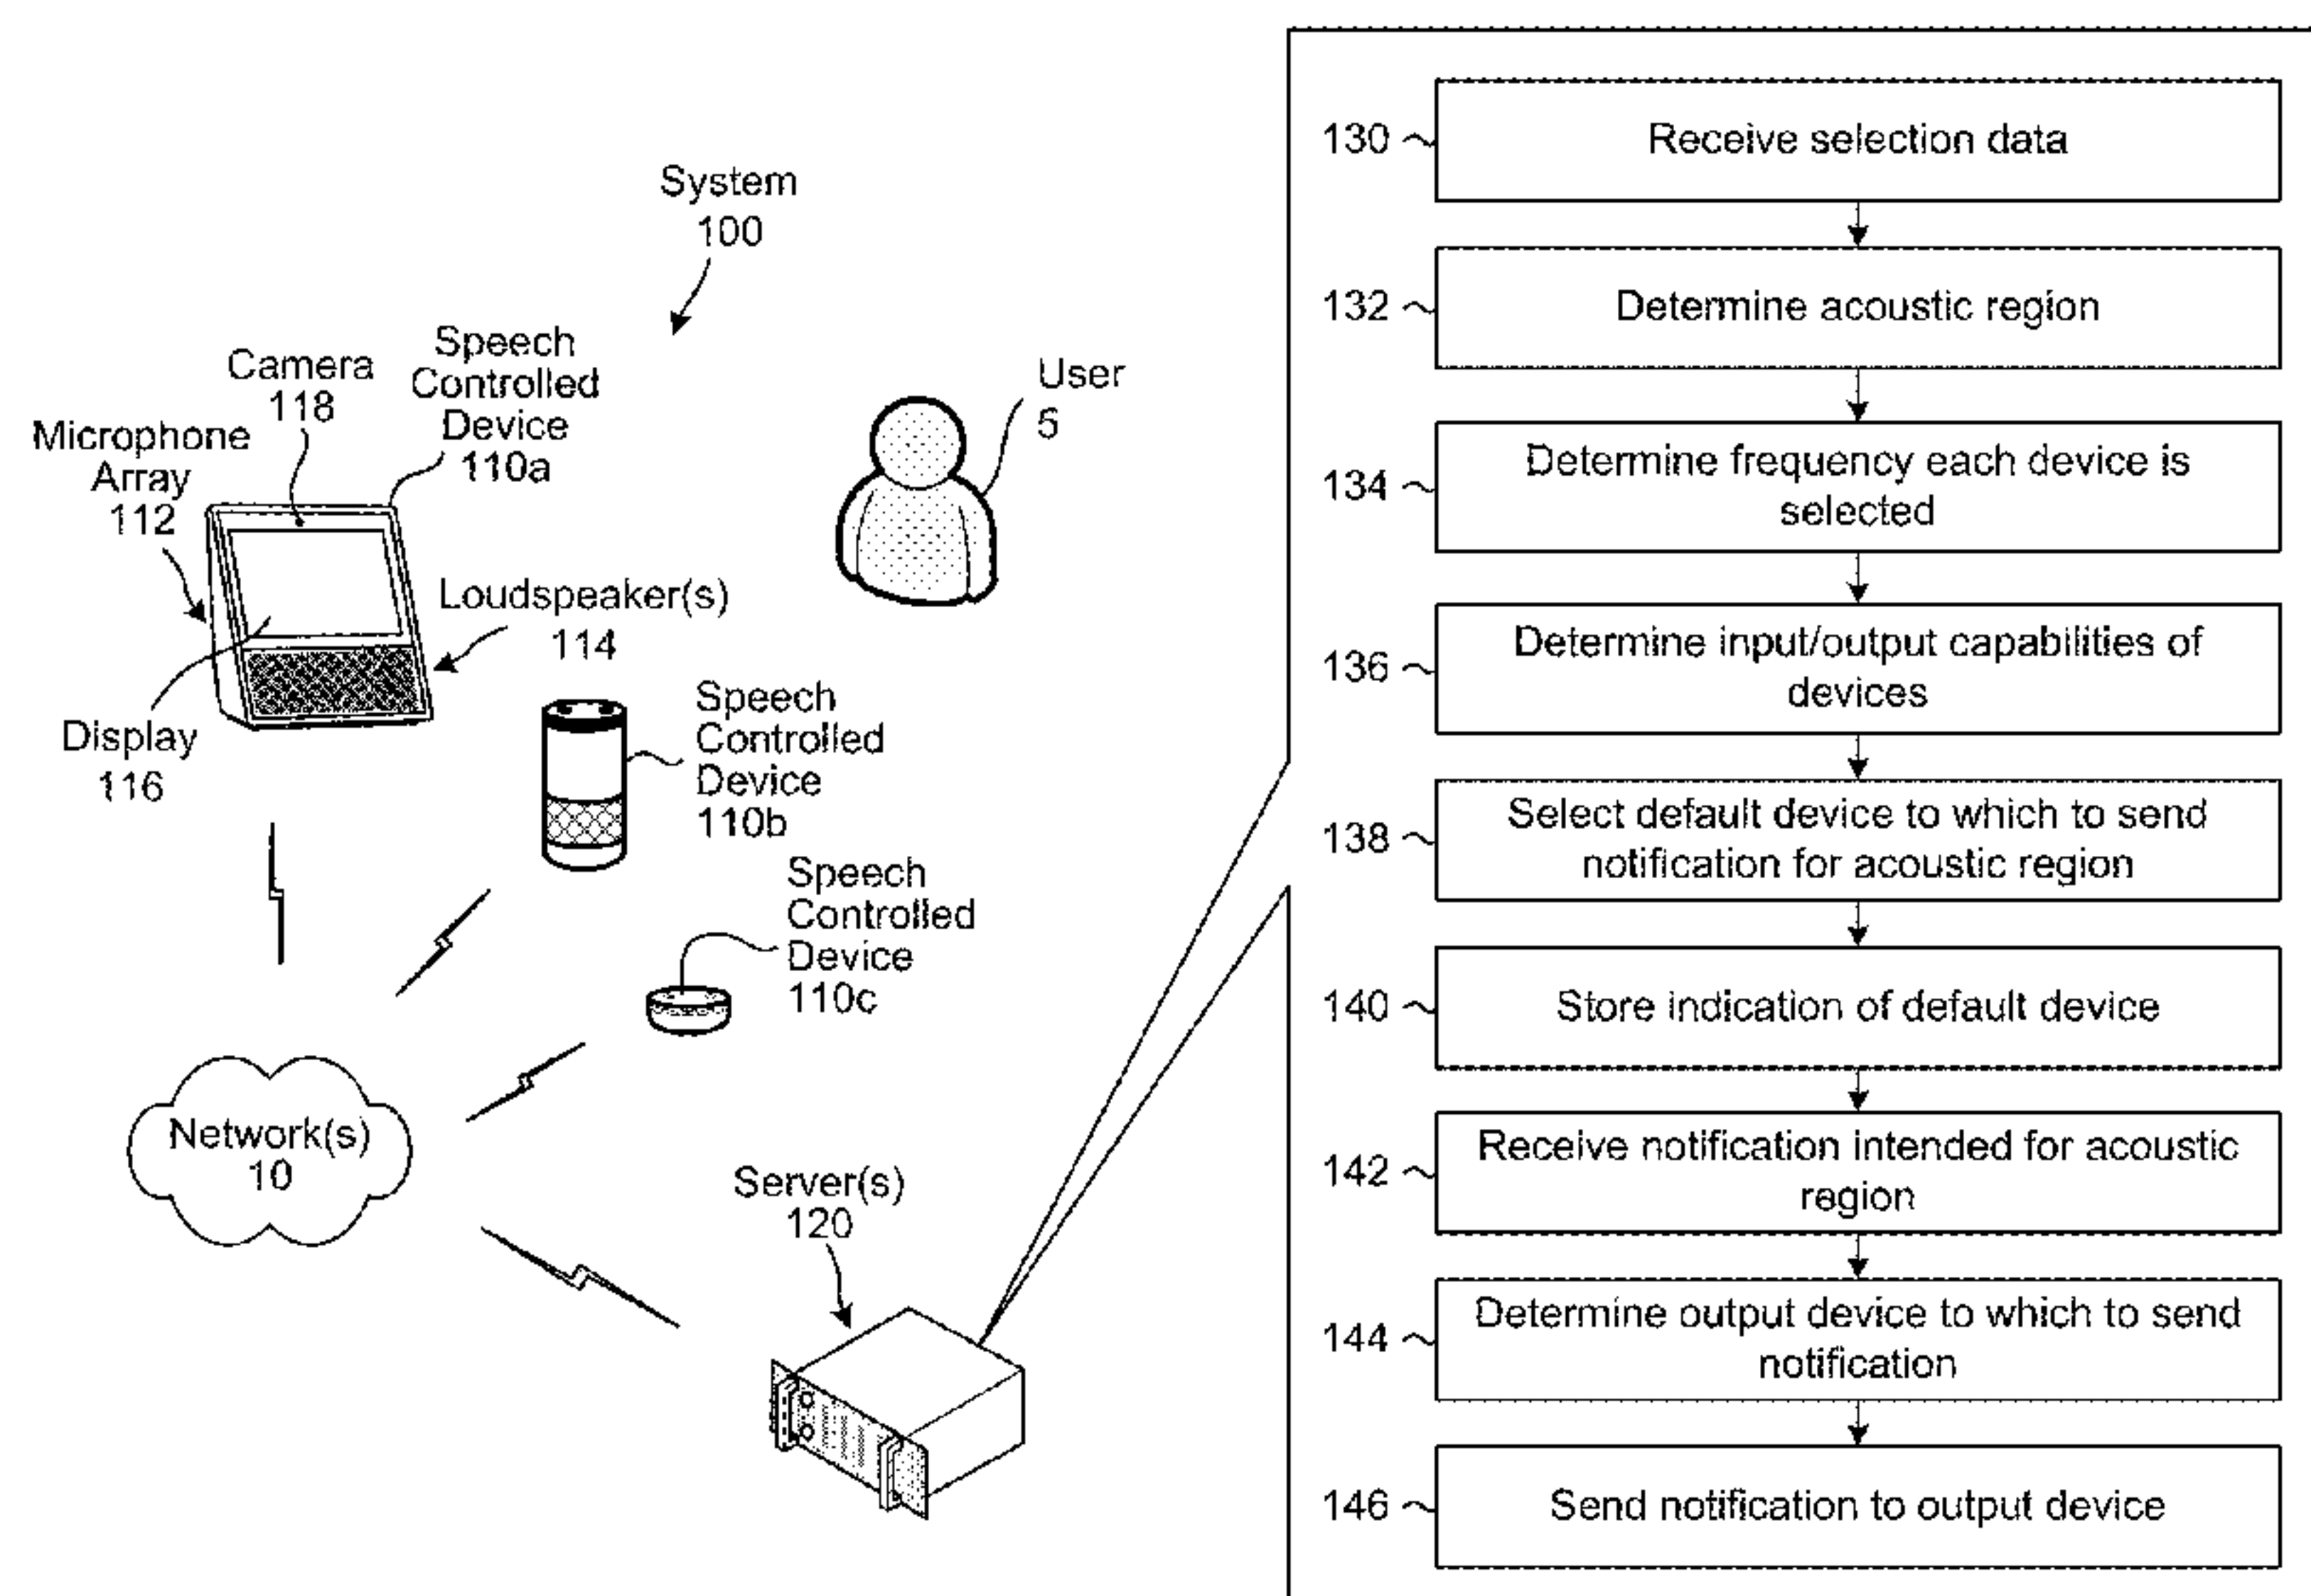 System
100
Speech
Controlled
Device
110a
Camera
118
Microphone
Array
112
User
5
Loudspeaker(s)
114
Display
116
Speech
Controlled
Device
110b
Speech
Controlled
Device
110c
Network(s)
10
Server(s)
120
130
Receive selection data
132
Determine acoustic region
134
Determine frequency each device is
selected
136
Determine input/output capabilities of
devices
138
Select default device to which to send
notification for acoustic region
140
Store indication of default device
142
Receive notification intended for acoustic
region
144
Determine output device to which to send
notification
146
Send notification to output device